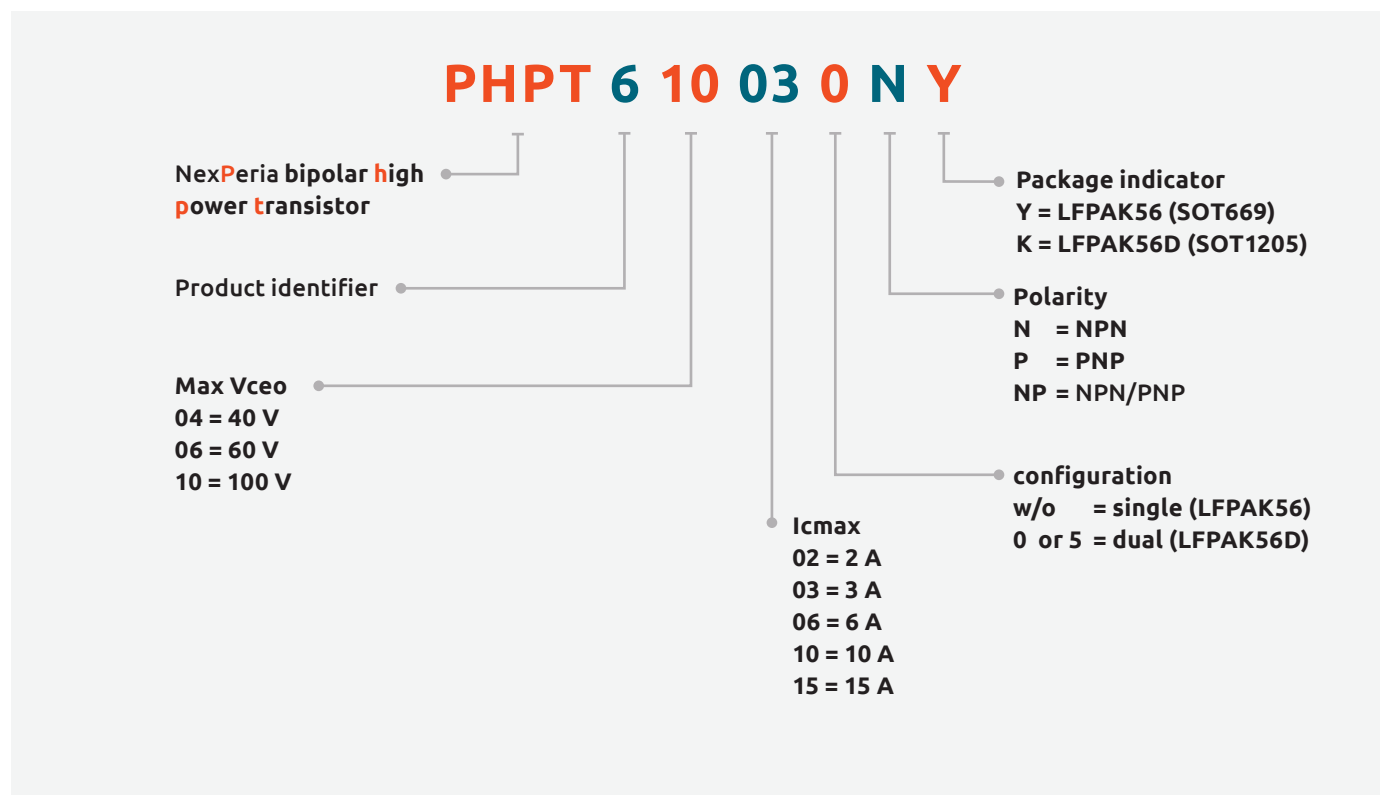 PHPT 6 10 03 0 N Y
NexPeria bipolar high
power transistor
Product identifier
Max Vceo
04 = 40 V
06 = 60 V
10 = 100 V
Icmax
02 = 2 A
03 = 3 A
06 = 6 A
10 = 10 A
15 = 15 A
Package indicator
Y = LFPAK56 (SOT669)
K = LFPAK56D (SOT1205)
Polarity
N = NPN
P = PNP
NP = NPN/PNP
configuration
w/o = single (LFPAK56)
0 or 5 = dual (LFPAK56D)